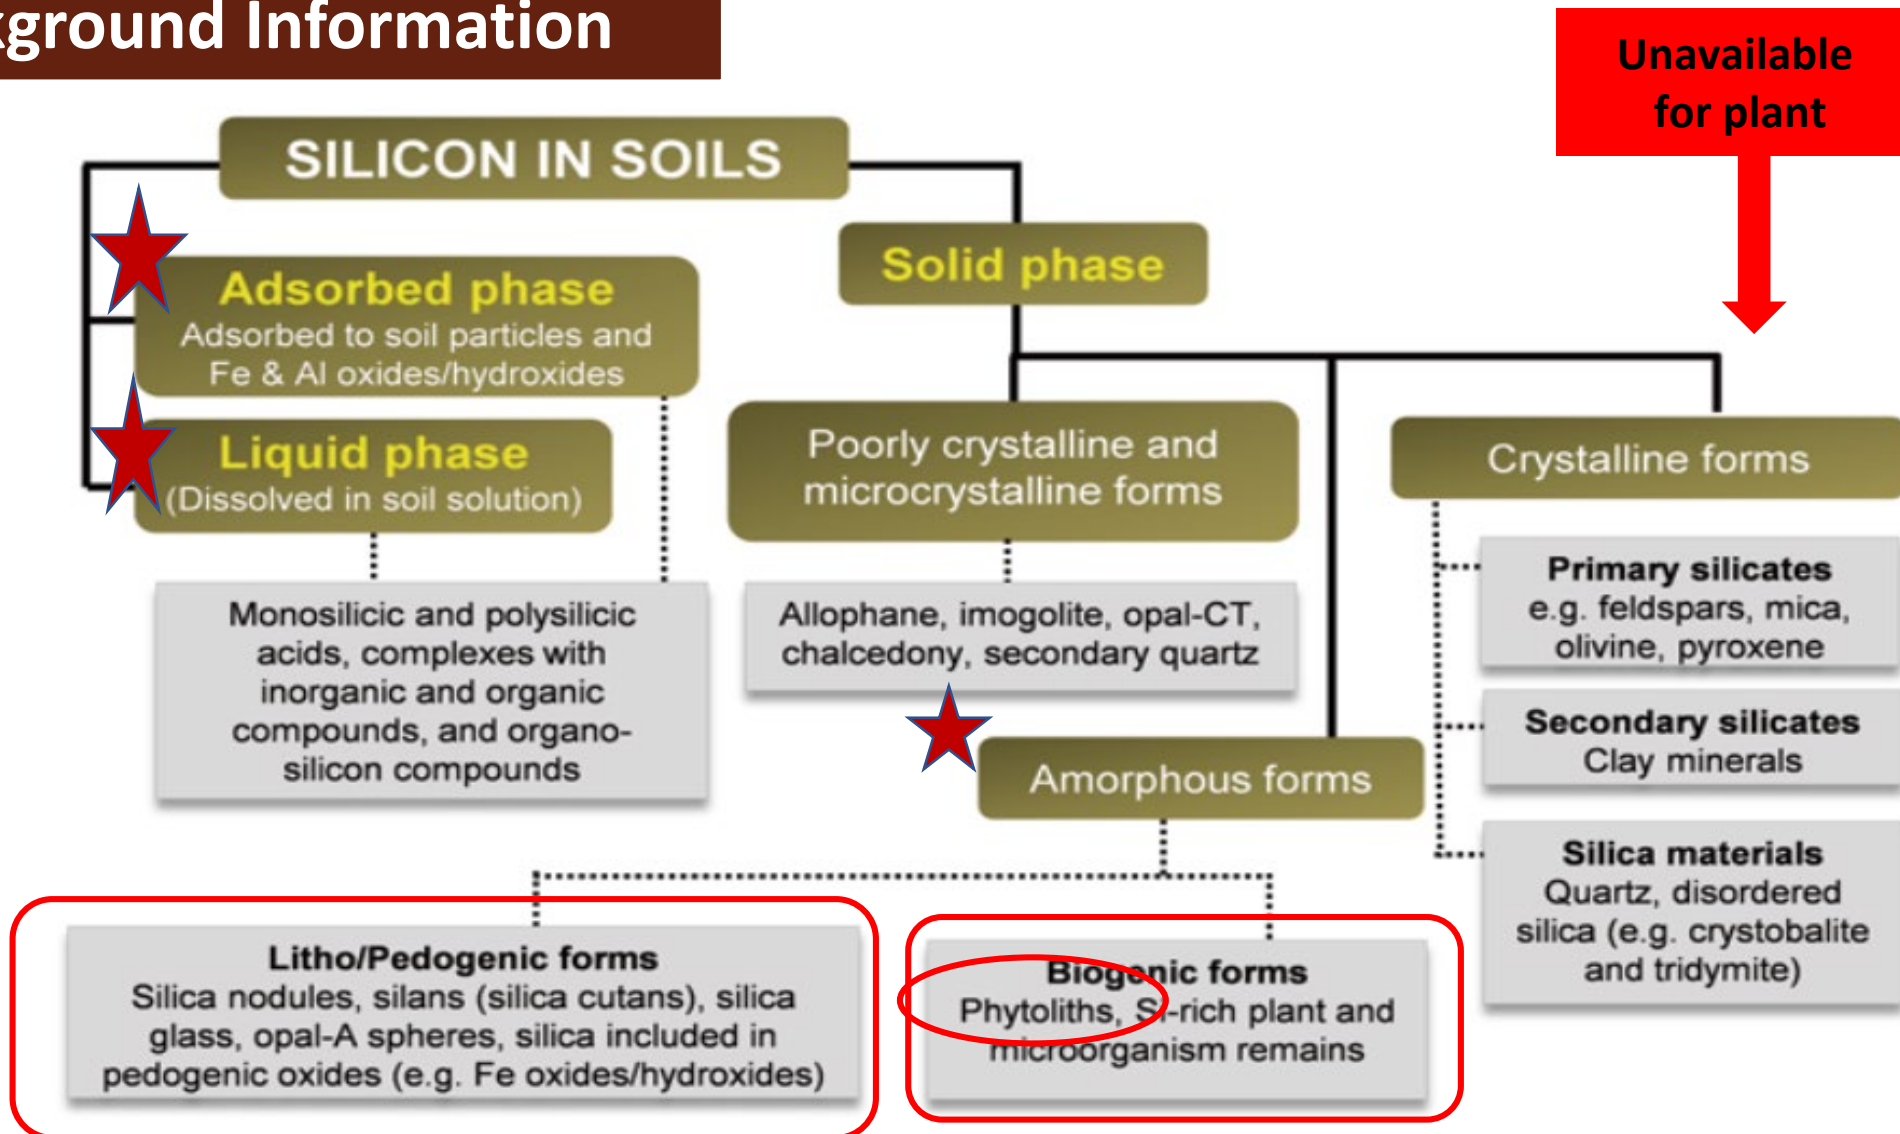 kground Information
Unavailable
for plant
SILICON IN SOILS
Adsorbed phase
Adsorbed to soil particles and
Fe & Al oxides/hydroxides
Liquid phase
(Dissolved in soil solution)
Monosilicic and polysilicic
acids, complexes with
inorganic and organic
compounds, and organo-
silicon compounds
Solid phase
Poorly crystalline and
microcrystalline forms
Allophane, imogolite, opal-CT,
chalcedony, secondary quartz
Amorphous forms
Litho/Pedogenic forms
Silica nodules, silans (silica cutans), silica
glass, opal-A spheres, silica included in
pedogenic oxides (e.g. Fe oxides/hydroxides)
Biogenic forms
Phytoliths, Si-rich plant and
microorganism remains
Crystalline forms
Primary silicates
e.g. feldspars, mica,
olivine, pyroxene
Secondary silicates
Clay minerals
Silica materials
Quartz, disordered
silica (e.g. crystobalite
and tridymite)